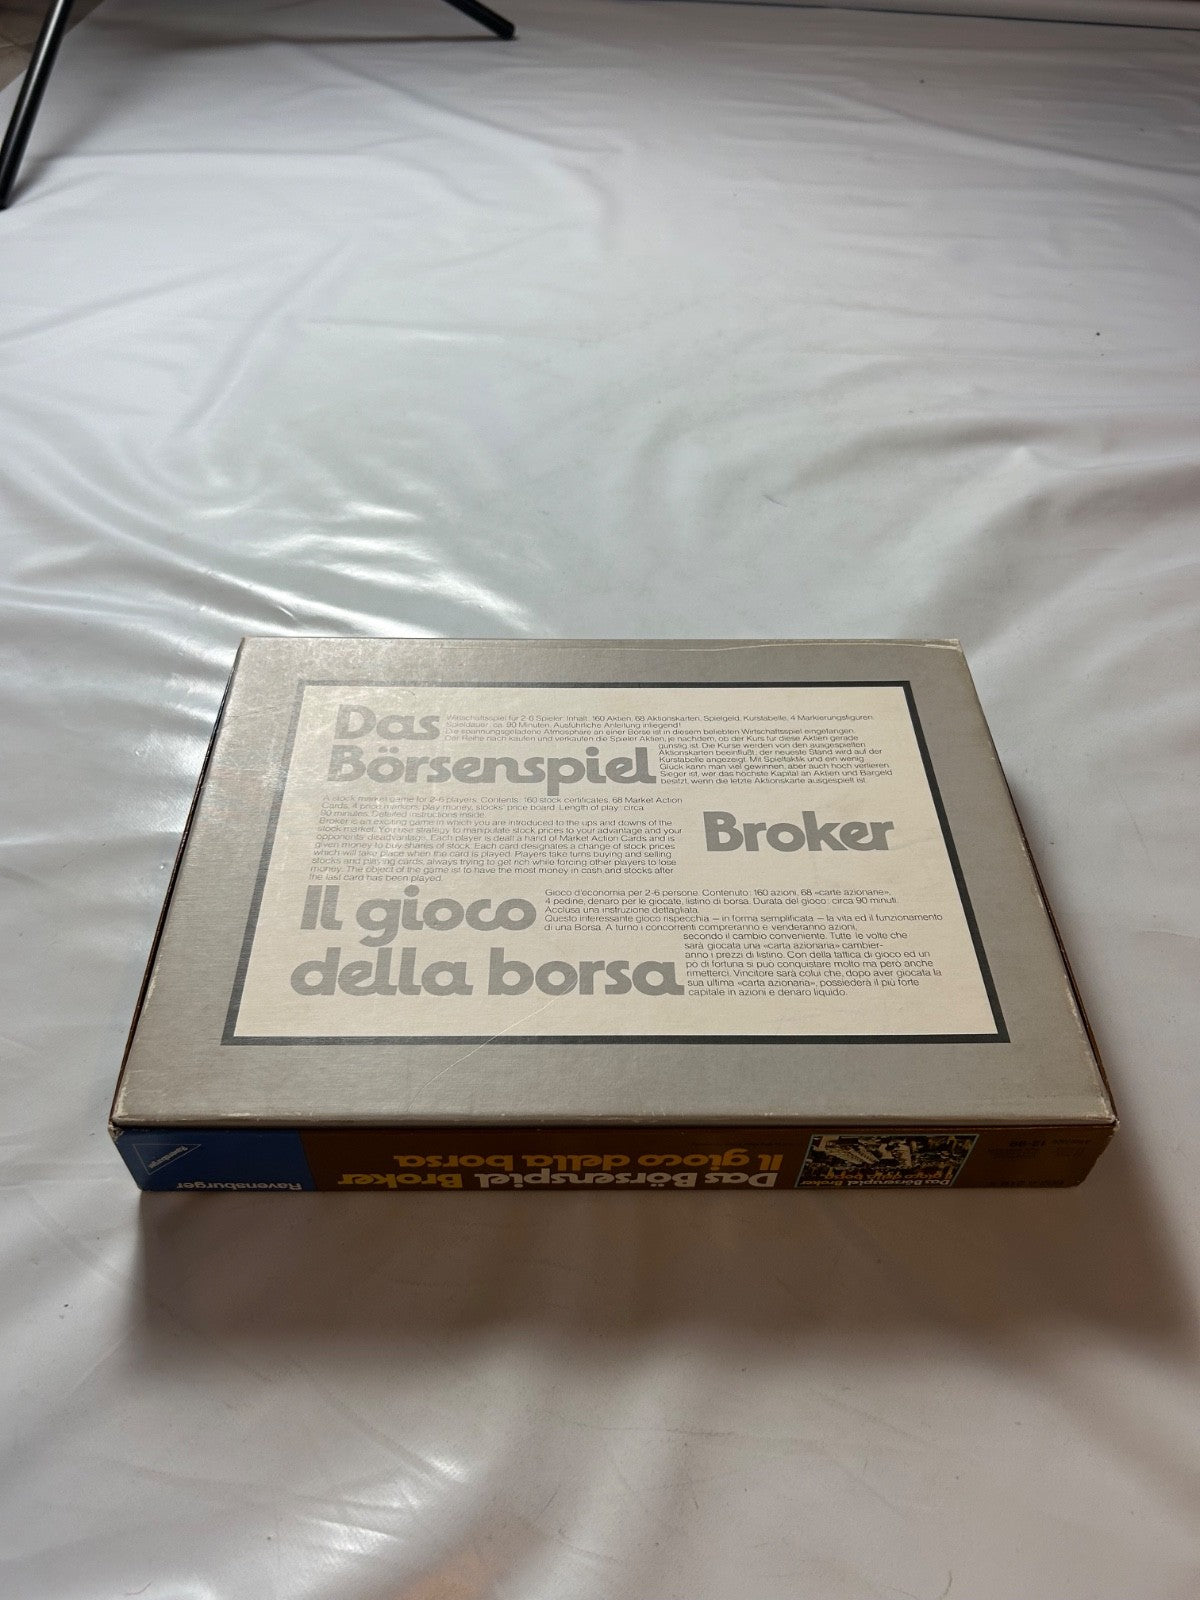 Das
Börsenspiel
Wirtschaftsspiel für 2-6 Spieler. Inhalt: 160 Aktien, 68 Aktionskarten, Spielgeld, Kurstabelle, 4 Markierungsfiguren.
Spieldauer: ca. 90 Minuten. Ausführliche Anleitung inliegend!
Die spannungsgeladene Atmosphäre an einer Börse ist in diesem beliebten Wirtschaftsspiel eingefangen.
Der Reihe nach kaufen und verkaufen die Spieler Aktien, je nachdem, ob der Kurs für diese Aktien gerade
günstig ist. Die Kurse werden von den ausgespielten
Aktionskarten beeinflußt; der neueste Stand wird auf der
Kurstabelle angezeigt. Mit Spieltaktik und ein wenig
Glück kann man viel gewinnen, aber auch hoch verlieren.
Sieger ist, wer das höchste Kapital an Aktien und Bargeld
besitzt, wenn die letzte Aktionskarte ausgespielt ist.
A stock market game for 2-6 players. Contents: 160 stock certificates, 68 Market Action
Cards, 4 price markers, play money, stocks' price board. Length of play: circa
90 minutes. Detailed instructions inside.
Broker is an exciting game in which you are introduced to the ups and downs of the
stock market. You use strategy to manipulate stock prices to your advantage and your
opponents' disadvantage. Each player is dealt a hand of Market Action Cards and is
given money to buy shares of stock. Each card designates a change of stock prices
which will take place when the card is played. Players take turns buying and selling
stocks and playing cards, always trying to get rich while forcing other players to lose
money. The object of the game ist to have the most money in cash and stocks after
the last card has been played.
Broker
Il gioco
della borsa
Gioco d'economia per 2-6 persone. Contenuto: 160 azioni, 68 «carte azionarie»,
4 pedine, denaro per le giocate, listino di borsa. Durata del gioco: circa 90 minuti.
Acclusa una instruzione dettagliata.
Questo interessante gioco rispecchia – in forma semplificata – la vita ed il funzionamento
di una Borsa. A turno i concorrenti compreranno e venderanno azioni,
secondo il cambio conveniente. Tutte le volte che
sarà giocata una «carta azionaria» cambier-
anno i prezzi di listino. Con della tattica di gioco ed un
pò di fortuna si può conquistare molto ma però anche
rimetterci. Vincitore sarà colui che, dopo aver giocata la
sua ultima «carta azionaria», possiederà il più forte
capitale in azioni e denaro liquido.
Ravensburger
Ravensburger
Das Börsenspiel Broker
Il gioco della borsa
Das Börsenspiel Broker
Il gioco della borsa
12-99